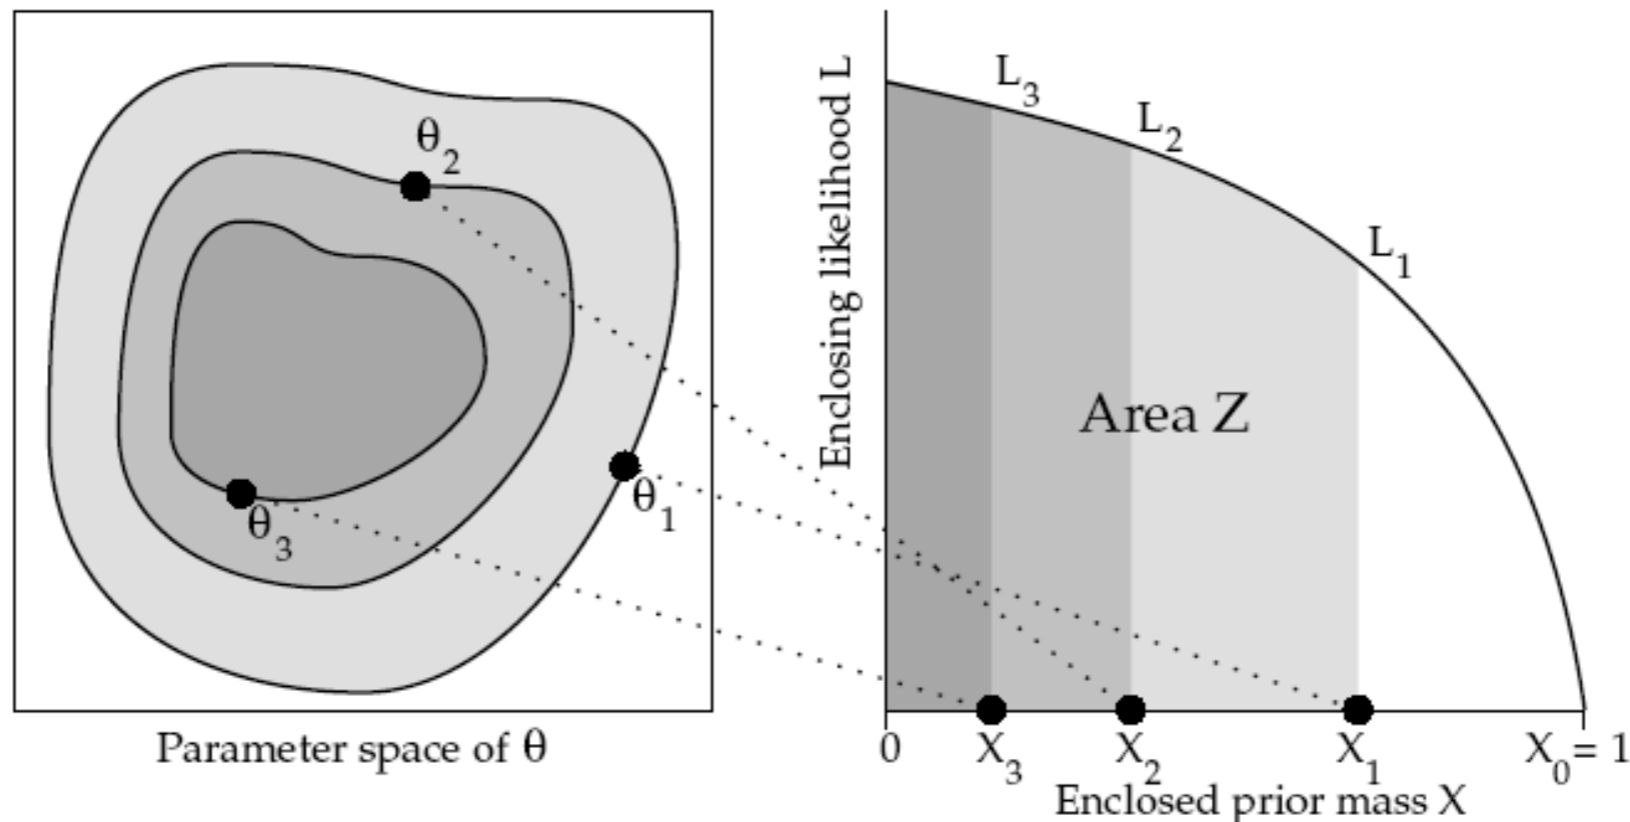 θ₂
θ₁
θ₃
Parameter space of θ
Enclosing likelihood L
L₃
L₂
L₁
Area Z
0
X₃
X₂
X₁
X₀= 1
Enclosed prior mass X